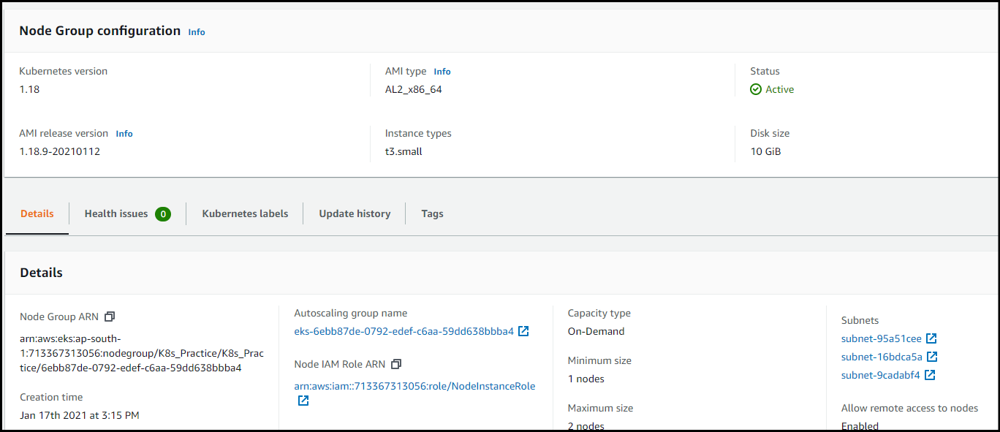 Node Group configuration Info
Kubernetes version
1.18
AMI type Info
AL2_x86_64
Status
Active
AMI release version Info
1.18.9-20210112
Instance types
t3.small
Disk size
10 GiB
Details
Health issues 0
Kubernetes labels
Update history
Tags
Details
Node Group ARN
arn:aws:eks:ap-south-
1:713367313056:nodegroup/K8s_Practice/K8s_Prac
tice/6ebb87de-0792-edef-c6aa-59dd638bbba4
Creation time
Jan 17th 2021 at 3:15 PM
Autoscaling group name
eks-6ebb87de-0792-edef-c6aa-59dd638bbba4
Node IAM Role ARN
arn:aws:iam::713367313056:role/NodeInstanceRole
Capacity type
On-Demand
Minimum size
1 nodes
Maximum size
2 nodes
Subnets
subnet-95a51cee
subnet-16bdca5a
subnet-9cadabf4
Allow remote access to nodes
Enabled